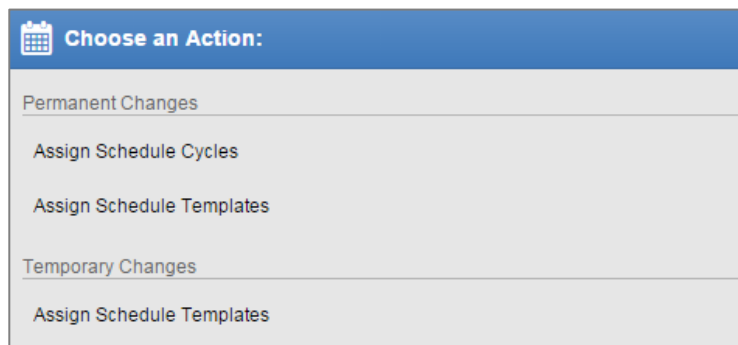 Choose an Action:
Permanent Changes
Assign Schedule Cycles
Assign Schedule Templates
Temporary Changes
Assign Schedule Templates